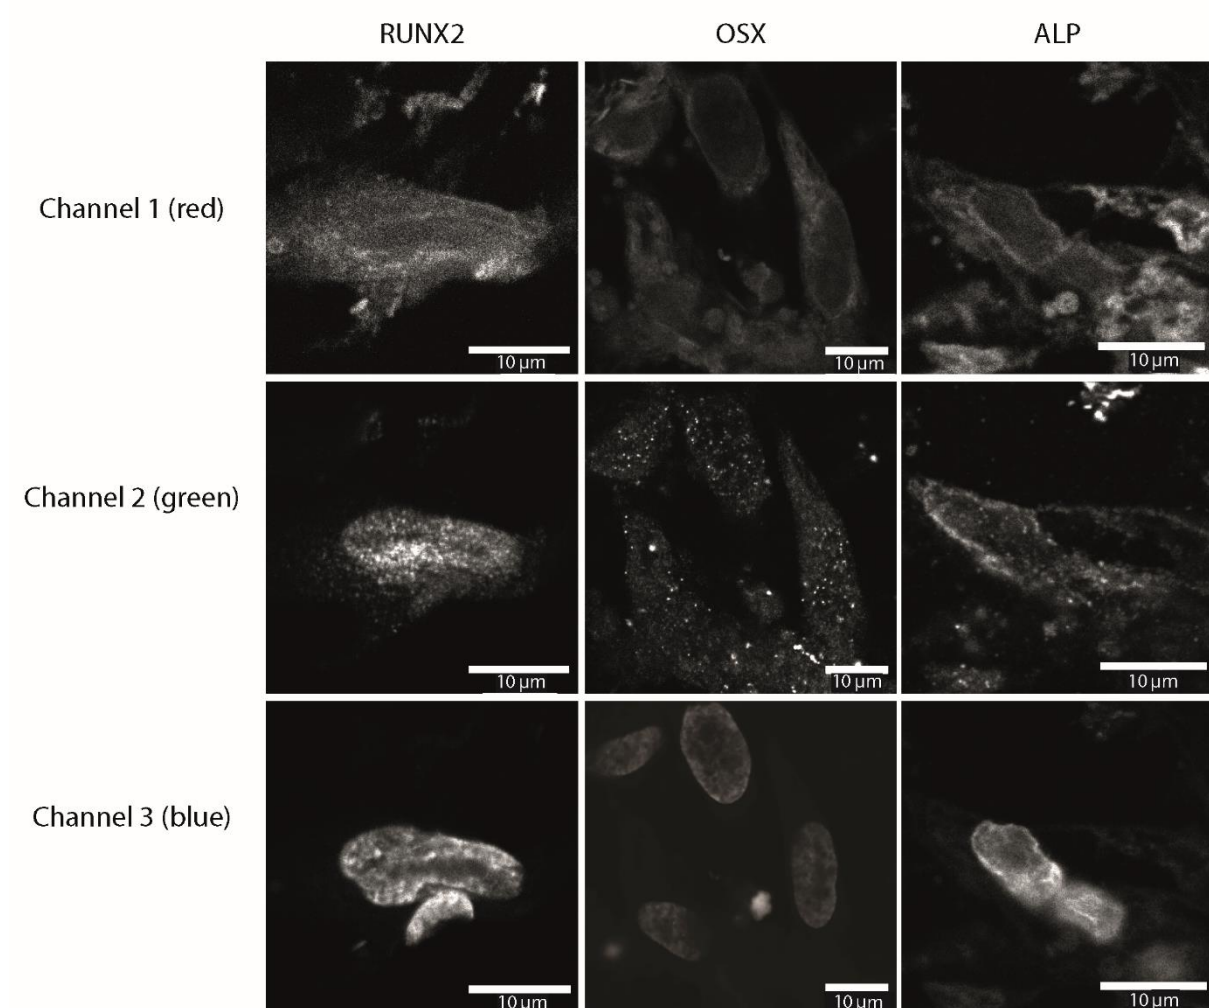 RUNX2 OSX ALP
Channel 1 (red)
10 µm 10 µm 10 µm
Channel 2 (green)
10 µm 10 µm 10 µm
Channel 3 (blue)
10 µm 10 µm 10 µm